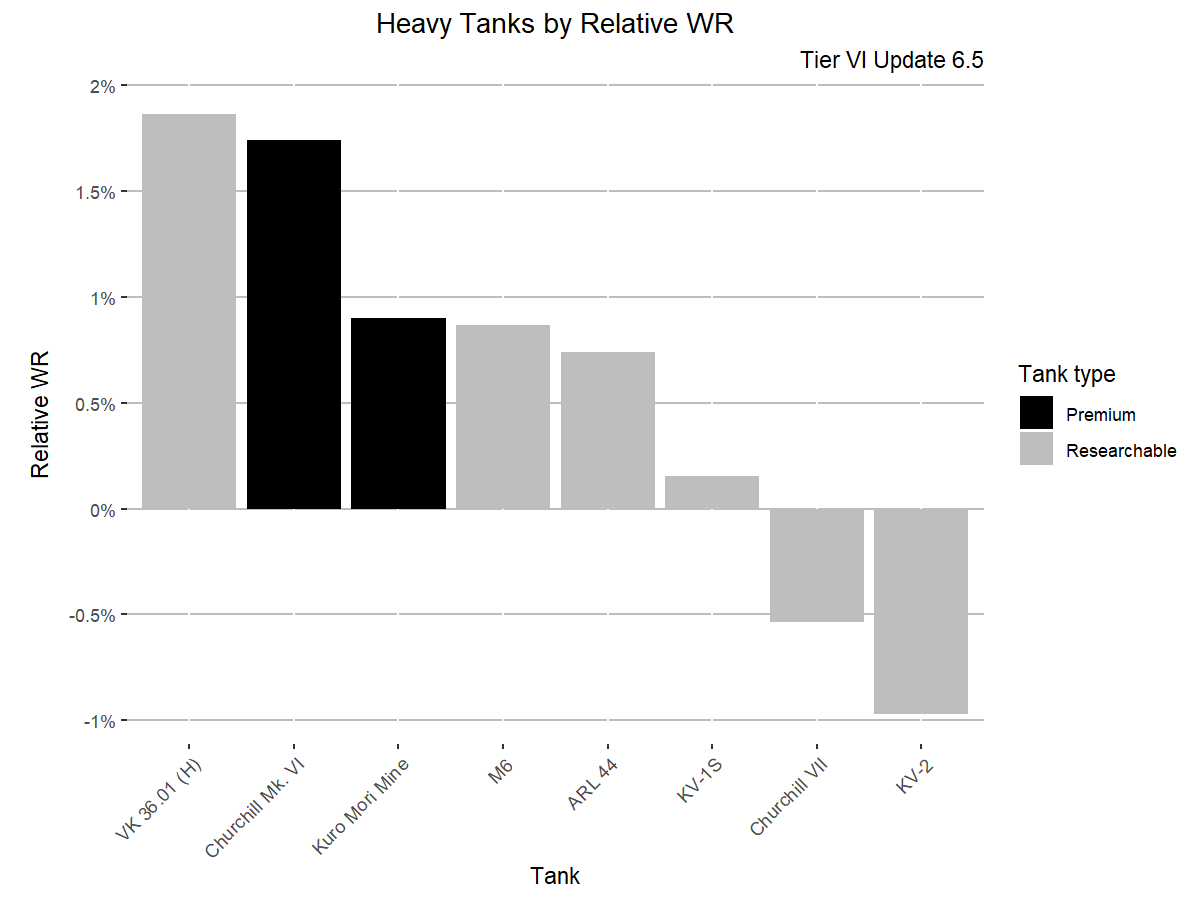 Heavy Tanks by Relative WR
Tier VI Update 6.5
2%
1.5%
1%
0.5%
0%
-0.5%
-1%
Relative WR
VK 36.01 (H)
Churchill Mk. VI
Kuro Mori Mine
M6
ARL 44
KV-1S
Churchill VII
KV-2
Tank
Tank type
Premium
Researchable